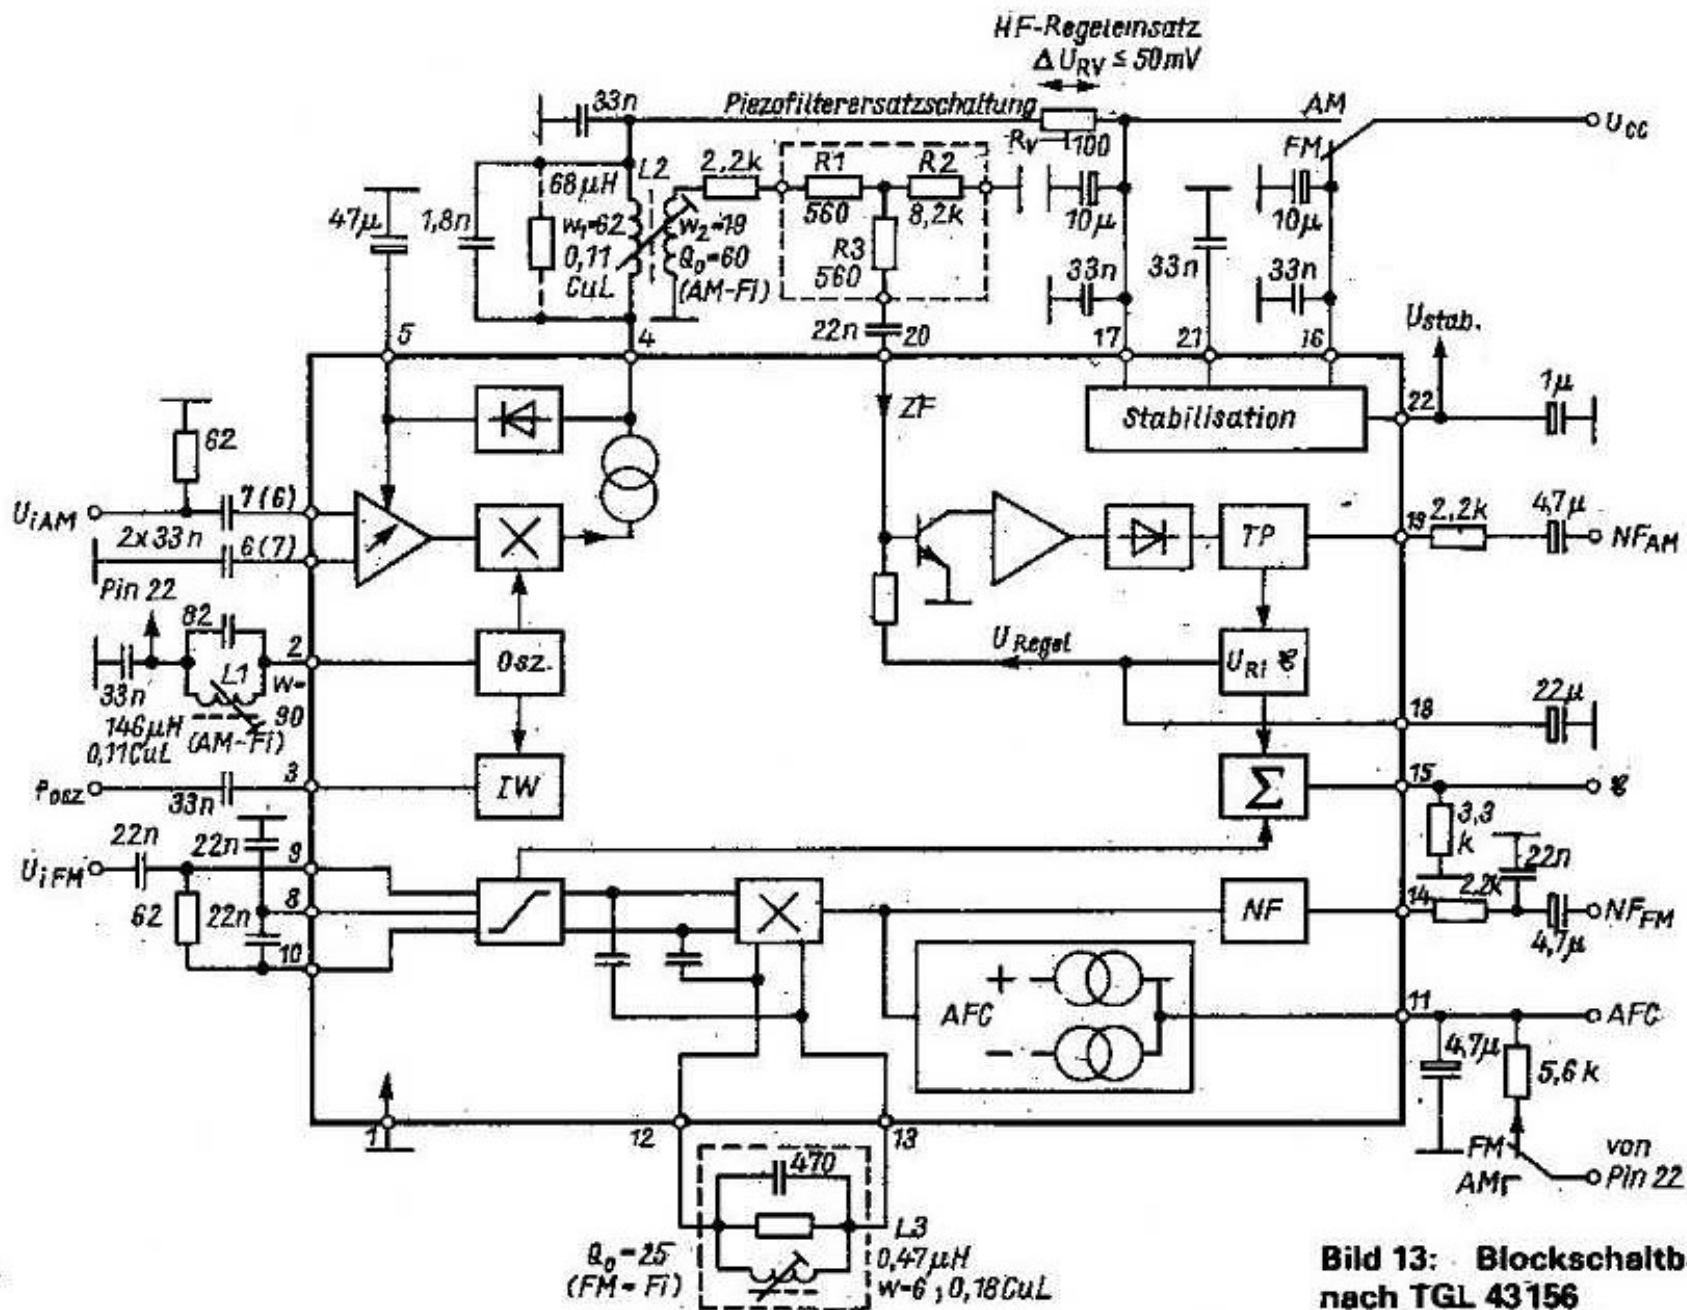 HF-Regeleinsatz
Δ U_RV ≤ 50mV
33n
Piezofilterersatzschaltung
AM
U_CC
R_V
100
FM
68µH
L2
2,2k
R1
R2
47µ
1,8n
w₁=62
w₂=19
560
8,2k
10µ
10µ
0,11
Q₀=60
R3
33n
33n
33n
CuL
(AM-Fi)
560
22n
20
5
4
17
21
16
U_stab.
ZF
Stabilisation
22
1µ
62
U_iAM
7(6)
2x33n
6(7)
TP
19
2,2k
4,7µ
NF_AM
Pin 22
82
2
Osz.
U_Regel
U_Ri
L1
w=
33n
90
146µH
(AM-Fi)
0,11CuL
18
22µ
3
IW
Σ
15
f_osz
33n
3,3
k
22n
22n
22n
U_iFM
9
8
62
22n
10
NF
14
2,2k
NF_FM
4,7µ
AFC
+
−
11
AFC
4,7µ
5,6k
1
12
13
FM
von
AM
Pin 22
470
L3
Q₀=25
0,47µH
(FM-Fi)
w=6; 0,18CuL
Bild 13: Blockschaltb
nach TGL 43156